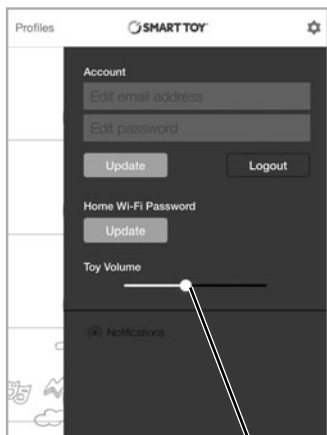 Profiles
SMART TOY
Account
Edit email address
Edit password
Update
Logout
Home Wi-Fi Password
Update
Toy Volume
Notifications